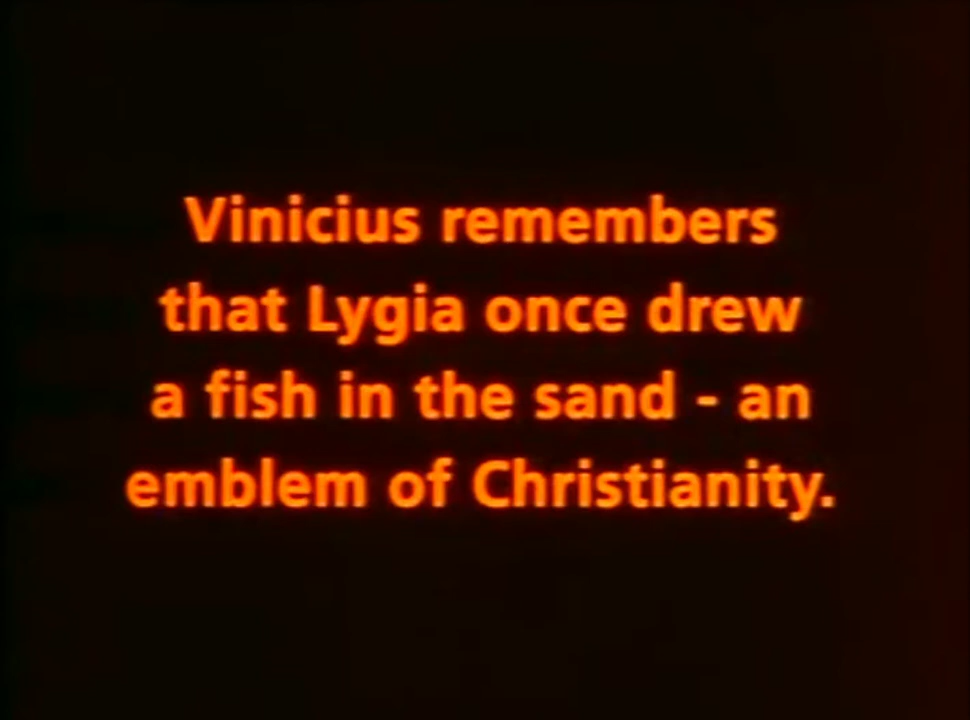 Vinicius remembers
that Lygia once drew
a fish in the sand - an
emblem of Christianity.